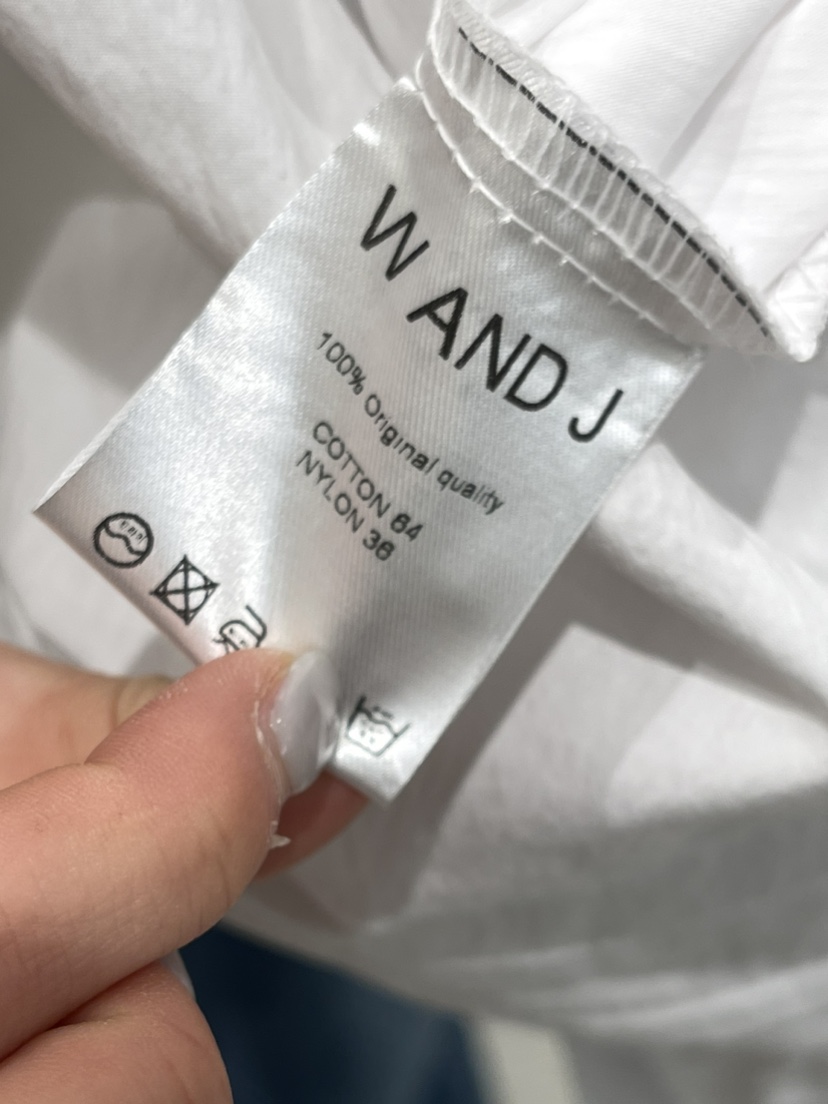 W AND J
100% Original quality
COTTON 64
NYLON 36